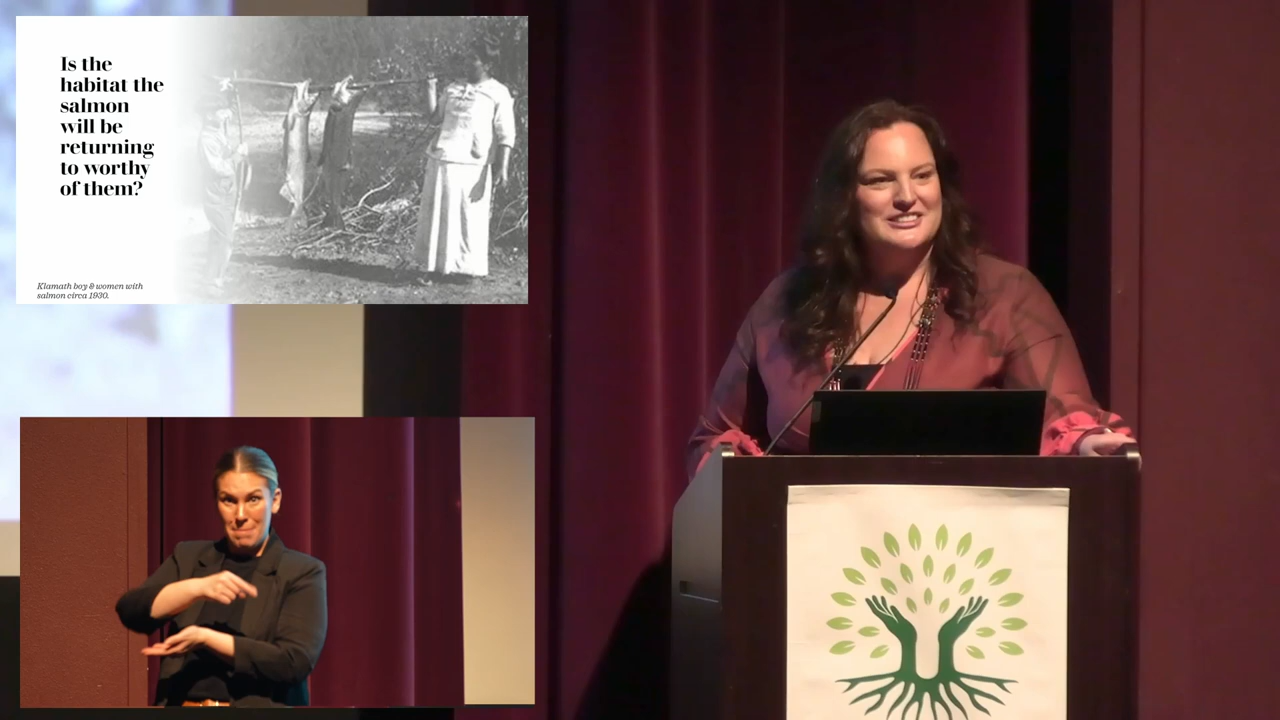 Is the
habitat the
salmon
will be
returning
to worthy
of them?
Klamath boy & women with
salmon circa 1930.